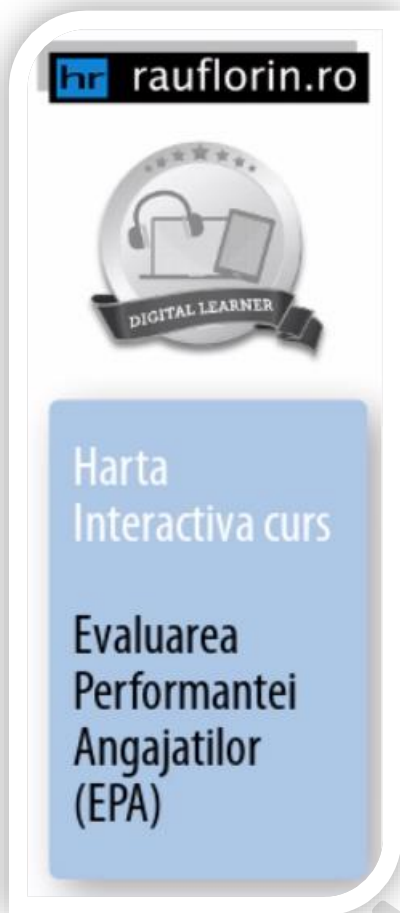 hr rauflorin.ro
DIGITAL LEARNER
Harta
Interactiva curs
Evaluarea
Performantei
Angajatilor
(EPA)